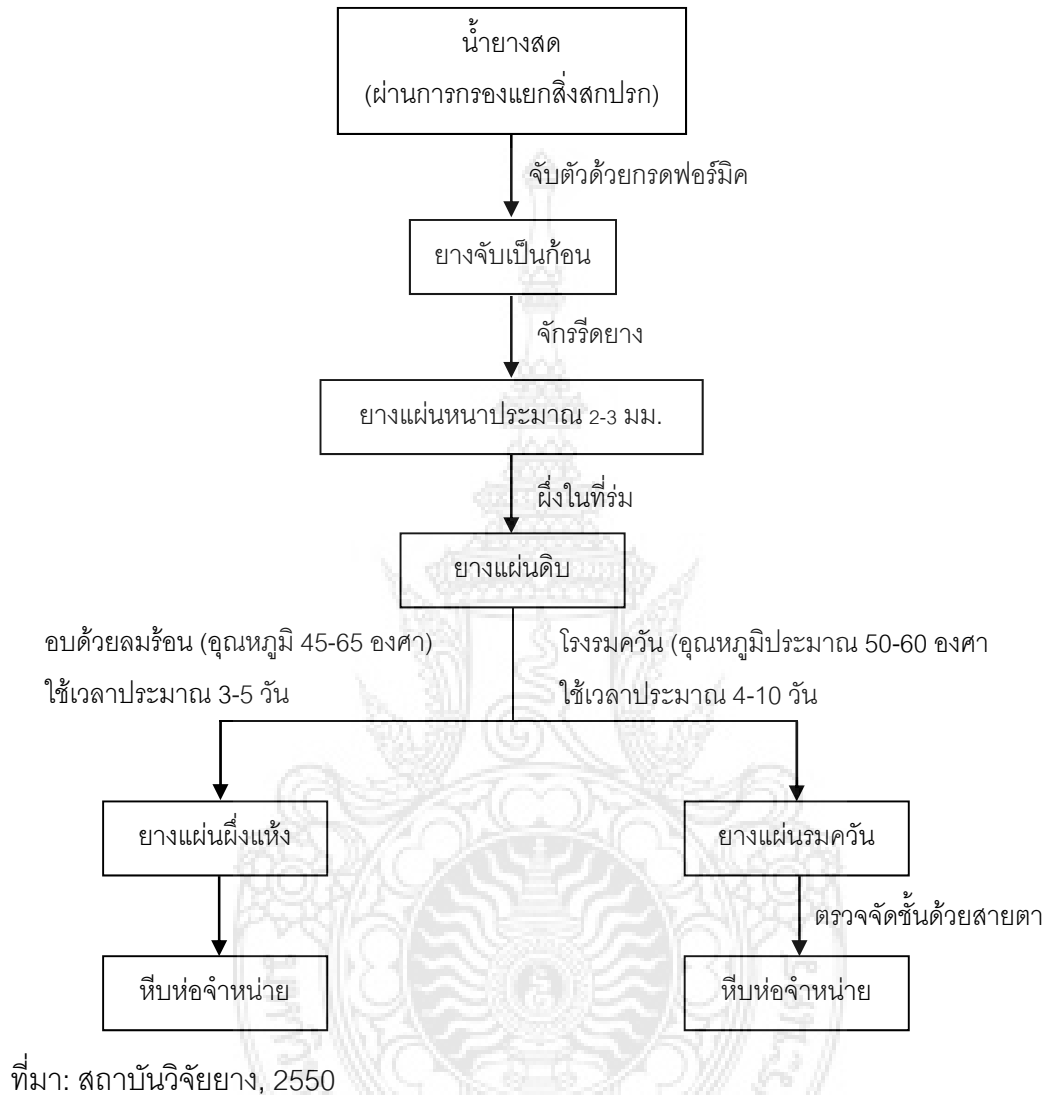 น้ำยางสด
(ผ่านการกรองแยกสิ่งสกปรก)
จับตัวด้วยกรดฟอร์มิค
ยางจับเป็นก้อน
จักรรีดยาง
ยางแผ่นหนาประมาณ 2-3 มม.
ผึ่งในที่ร่ม
ยางแผ่นดิบ
อบด้วยลมร้อน (อุณหภูมิ 45-65 องศา)
ใช้เวลาประมาณ 3-5 วัน
โรงรมควัน (อุณหภูมิประมาณ 50-60 องศา
ใช้เวลาประมาณ 4-10 วัน
ยางแผ่นผึ่งแห้ง
ยางแผ่นรมควัน
ตรวจจัดชั้นด้วยสายตา
หีบห่อจำหน่าย
หีบห่อจำหน่าย
ที่มา: สถาบันวิจัยยาง, 2550